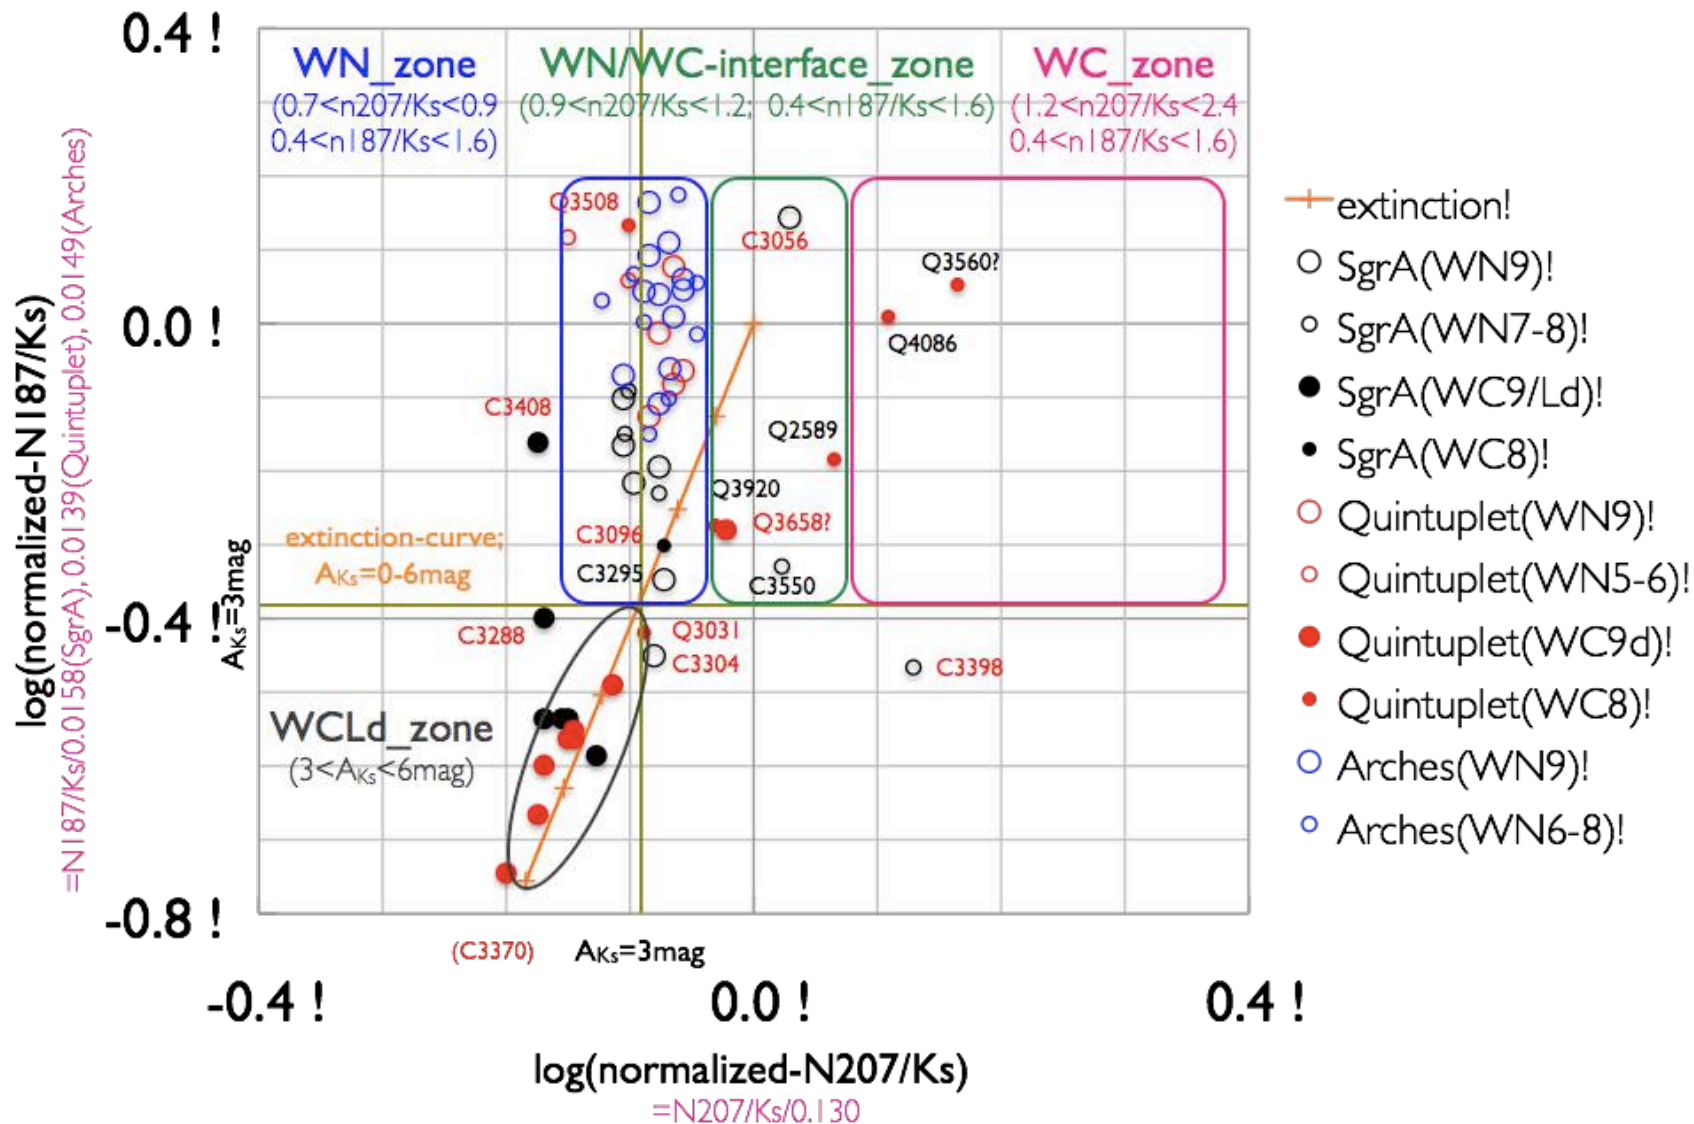 0.4 !
WN_zone
WN/WC-interface_zone
WC_zone
(0.7<n207/Ks<0.9
(0.9<n207/Ks<1.2; 0.4<n187/Ks<1.6)
(1.2<n207/Ks<2.4
0.4<n187/Ks<1.6)
0.4<n187/Ks<1.6)
Q3508
C3056
Q3560?
0.0 !
Q4086
C3408
Q2589
Q3920
Q3658?
C3096
extinction-curve;
AKs=0-6mag
C3295
C3550
-0.4 !
AKs=3mag
C3288
Q3031
C3304
C3398
WCLd_zone
(3<AKs<6mag)
-0.8 !
(C3370)
AKs=3mag
-0.4 !
0.0 !
0.4 !
log(normalized-N207/Ks)
=N207/Ks/0.130
log(normalized-N187/Ks)
=N187/Ks/0.0158(SgrA), 0.0139(Quintuplet), 0.0149(Arches)
extinction!
SgrA(WN9)!
SgrA(WN7-8)!
SgrA(WC9/Ld)!
SgrA(WC8)!
Quintuplet(WN9)!
Quintuplet(WN5-6)!
Quintuplet(WC9d)!
Quintuplet(WC8)!
Arches(WN9)!
Arches(WN6-8)!